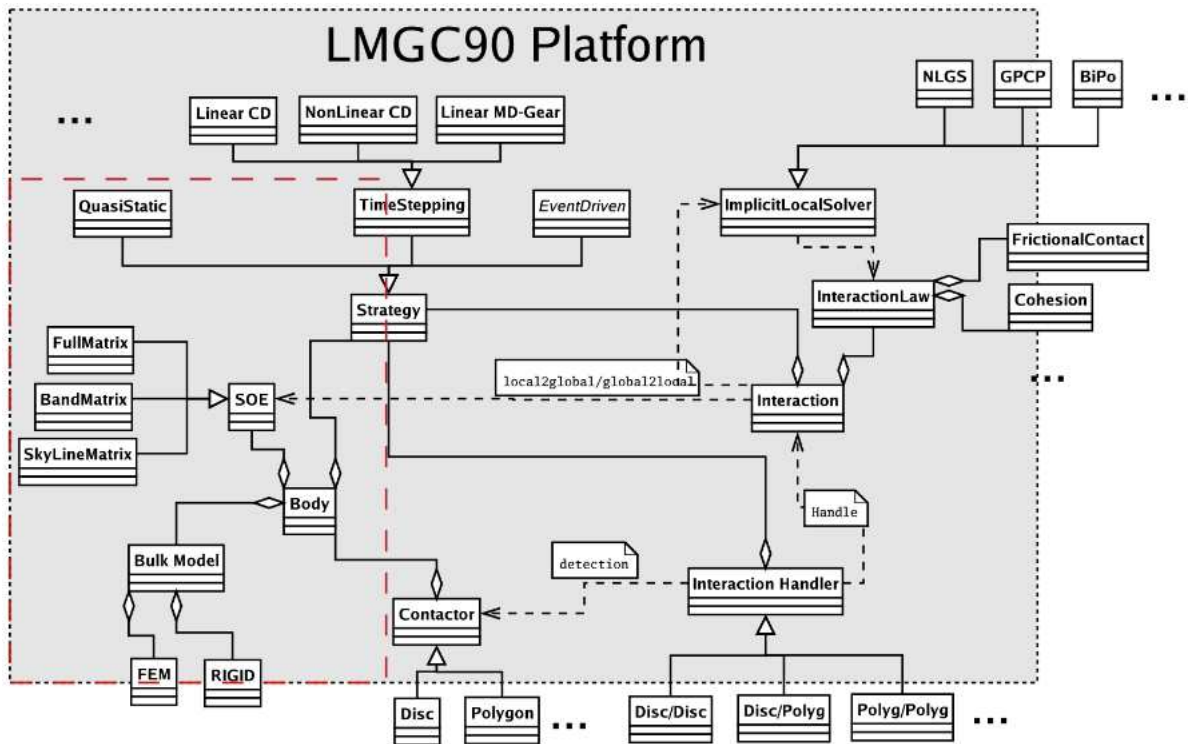 LMGC90 Platform
NLGS
GPCP
BiPo
...
...
Linear CD
NonLinear CD
Linear MD-Gear
QuasiStatic
TimeStepping
EventDriven
ImplicitLocalSolver
FrictionalContact
InteractionLaw
Cohesion
Strategy
FullMatrix
local2global/global2local
...
BandMatrix
SOE
Interaction
SkyLineMatrix
Body
Handle
Bulk Model
detection
Interaction Handler
Contactor
FEM
RIGID
Disc
Polygon
...
Disc/Disc
Disc/Polyg
Polyg/Polyg
...